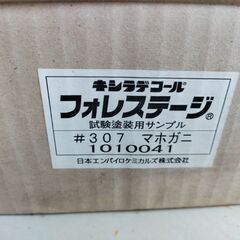 キシラデコール
フォレステージ®
試験塗装用サンプル
#307 マホガニ
1010041
日本エンバイロケミカルズ株式会社